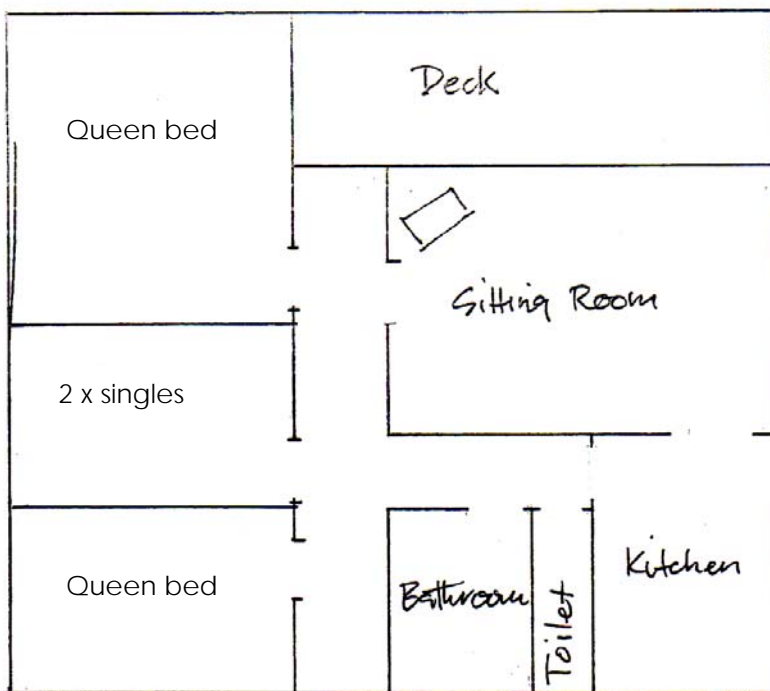 Deck
Queen bed
Sitting Room
2 x singles
Kitchen
Queen bed
Bathroom
Toilet